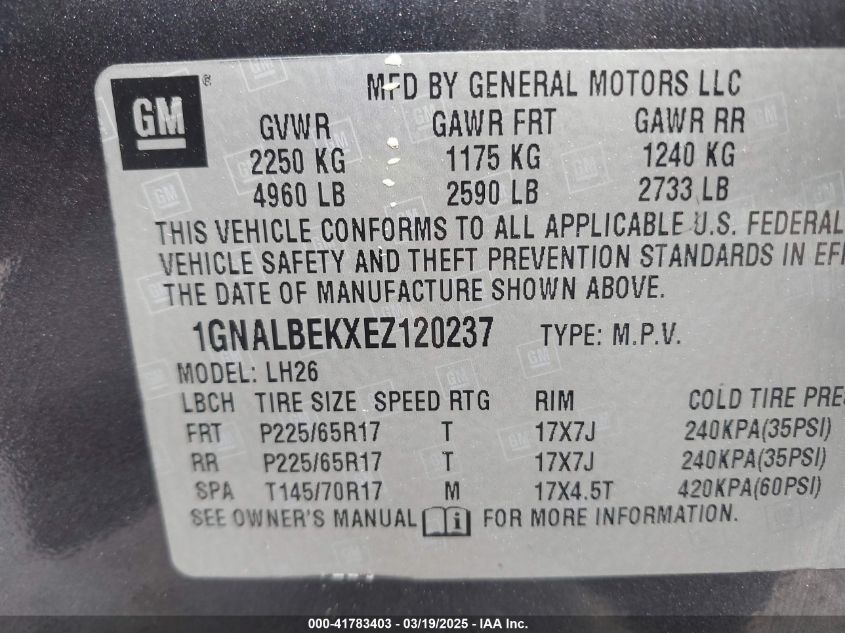 GM ® MFD BY GENERAL MOTORS LLC
GVWR GAWR FRT GAWR RR
2250 KG 1175 KG 1240 KG
4960 LB 2590 LB 2733 LB
THIS VEHICLE CONFORMS TO ALL APPLICABLE U.S. FEDERAL
VEHICLE SAFETY AND THEFT PREVENTION STANDARDS IN
THE DATE OF MANUFACTURE SHOWN ABOVE.
1GNALBEKXEZ120237 TYPE: M.P.V.
MODEL: LH26
LBCH TIRE SIZE SPEED RTG RIM COLD TIRE
FRT P225/65R17 T 17X7J 240KPA(35PSI)
RR P225/65R17 T 17X7J 240KPA(35PSI)
SPA T145/70R17 M 17X4.5T 420KPA(60PSI)
SEE OWNER'S MANUAL i FOR MORE INFORMATION.
000-41783403 - 03/19/2025 - IAA Inc.